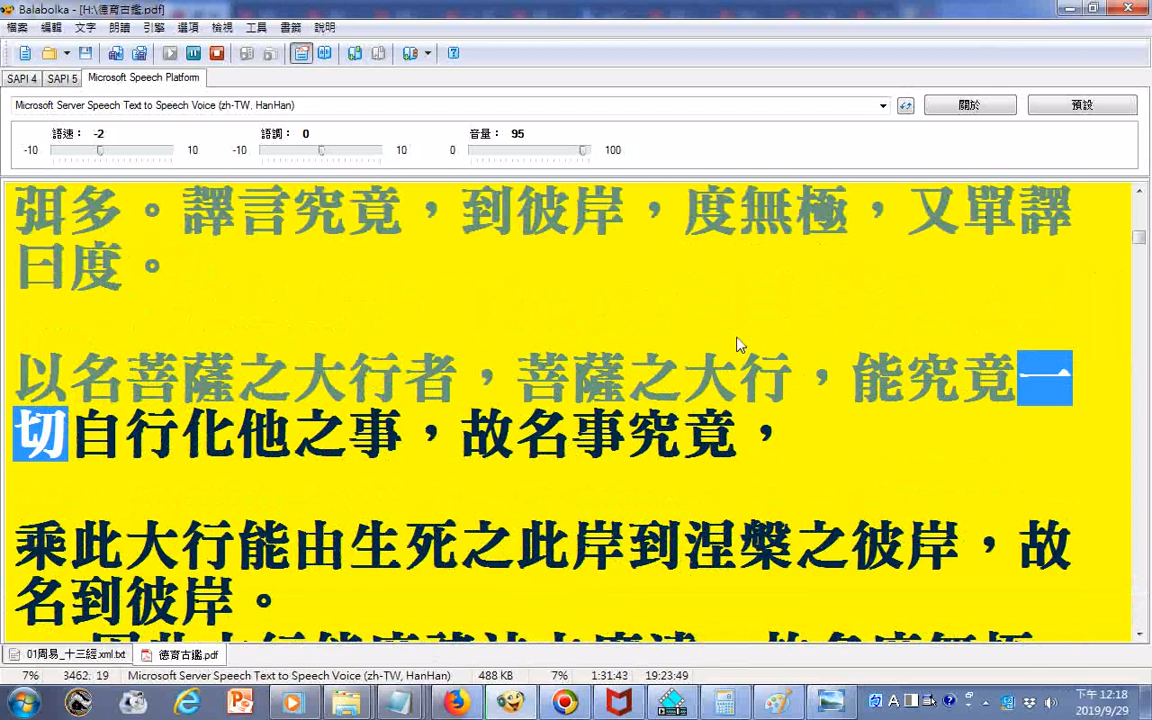 Balabolka - [H:\德育古鑑.pdf]
檔案 編輯 文字 朗讀 引擎 選項 檢視 工具 書籤 說明
SAPI 4 SAPI 5 Microsoft Speech Platform
Microsoft Server Speech Text to Speech Voice (zh-TW, HanHan) 關於 預設
語速： -2 語調： 0 音量： 95
-10 10 -10 10 0 100
弭多。譯言究竟，到彼岸，度無極，又單譯
曰度。
以名菩薩之大行者，菩薩之大行，能究竟一
切自行化他之事，故名事究竟，
乘此大行能由生死之此岸到涅槃之彼岸，故
名到彼岸。
01周易_十三經.xml.txt 德育古鑑.pdf
7% 3462: 19 Microsoft Server Speech Text to Speech Voice (zh-TW, HanHan) 488 KB 7% 1:31:43 19:23:49
下午 12:18
2019/9/29